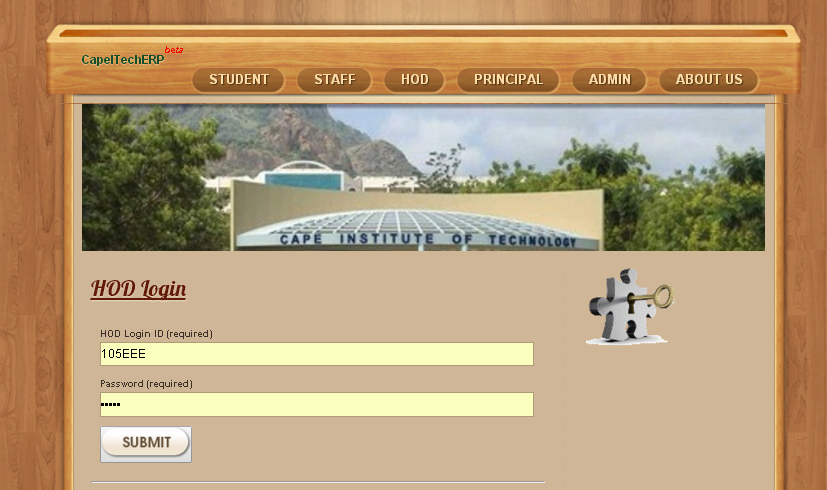 CapeITechERP beta
STUDENT STAFF HOD PRINCIPAL ADMIN ABOUT US
CAPE INSTITUTE OF TECHNOLOGY
HOD Login
HOD Login ID (required)
105EEE
Password (required)
•••••
SUBMIT